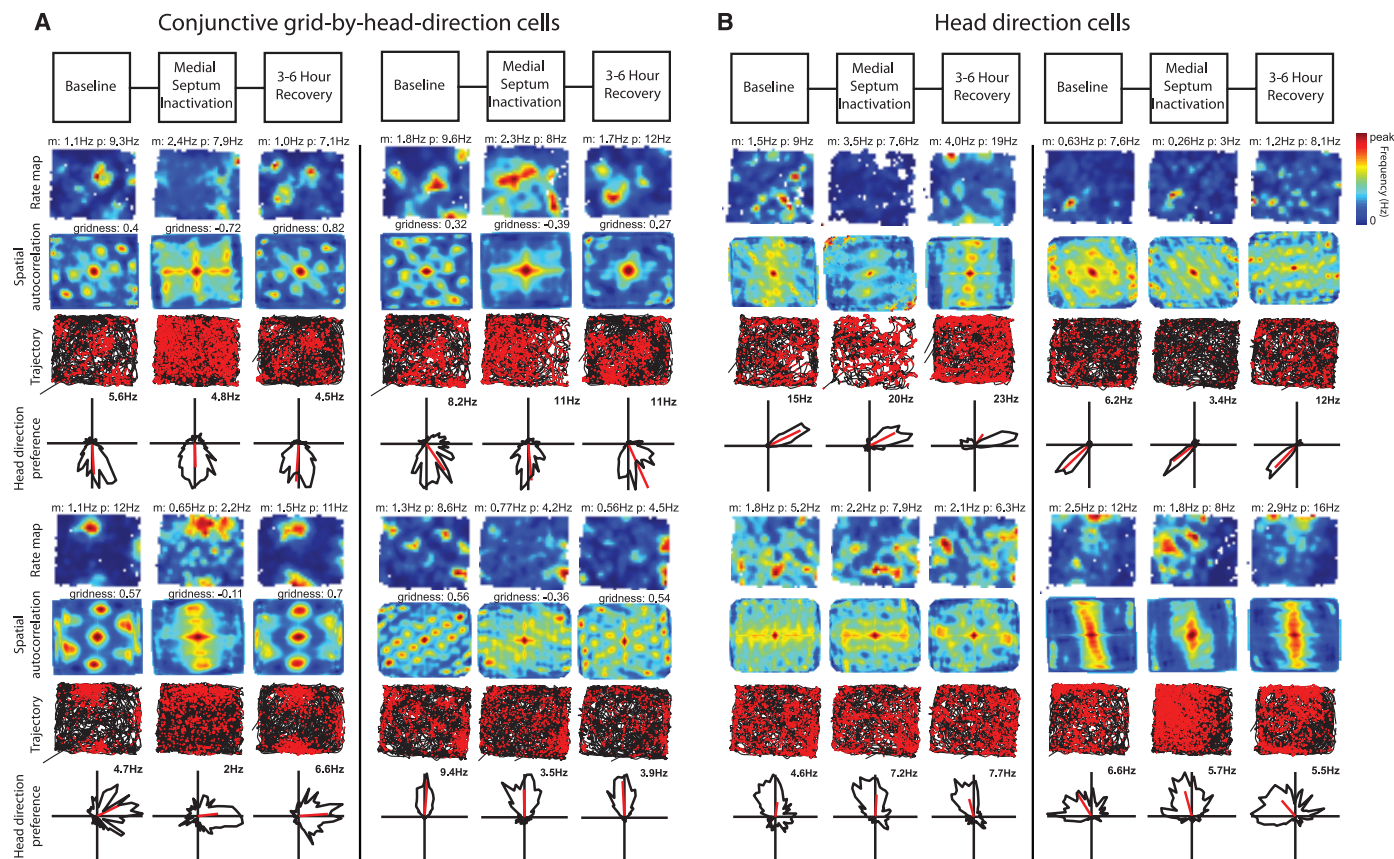 A Conjunctive grid-by-head-direction cells
B Head direction cells
Baseline
Medial Septum Inactivation
3-6 Hour Recovery
Baseline
Medial Septum Inactivation
3-6 Hour Recovery
Baseline
Medial Septum Inactivation
3-6 Hour Recovery
Baseline
Medial Septum Inactivation
3-6 Hour Recovery
m: 1.1Hz p: 9.3Hz m: 2.4Hz p: 7.9Hz m: 1.0Hz p: 7.1Hz m: 1.8Hz p: 9.6Hz m: 2.3Hz p: 8Hz m: 1.7Hz p: 12Hz m: 1.5Hz p: 9Hz m: 3.5Hz p: 7.6Hz m: 4.0Hz p: 19Hz m: 0.63Hz p: 7.6Hz m: 0.26Hz p: 3Hz m: 1.2Hz p: 8.1Hz
peak
Frequency (Hz)
0
Rate map
gridness: 0.4 gridness: -0.72 gridness: 0.82 gridness: 0.32 gridness: -0.39 gridness: 0.27
Spatial autocorrelation
Trajectory
5.6Hz 4.8Hz 4.5Hz 8.2Hz 11Hz 11Hz 15Hz 20Hz 23Hz 6.2Hz 3.4Hz 12Hz
Head direction preference
m: 1.1Hz p: 12Hz m: 0.65Hz p: 2.2Hz m: 1.5Hz p: 11Hz m: 1.3Hz p: 8.6Hz m: 0.77Hz p: 4.2Hz m: 0.56Hz p: 4.5Hz m: 1.8Hz p: 5.2Hz m: 2.2Hz p: 7.9Hz m: 2.1Hz p: 6.3Hz m: 2.5Hz p: 12Hz m: 1.8Hz p: 8Hz m: 2.9Hz p: 16Hz
Rate map
gridness: 0.57 gridness: -0.11 gridness: 0.7 gridness: 0.56 gridness: -0.36 gridness: 0.54
Spatial autocorrelation
Trajectory
4.7Hz 2Hz 6.6Hz 9.4Hz 3.5Hz 3.9Hz 4.6Hz 7.2Hz 7.7Hz 6.6Hz 5.7Hz 5.5Hz
Head direction preference